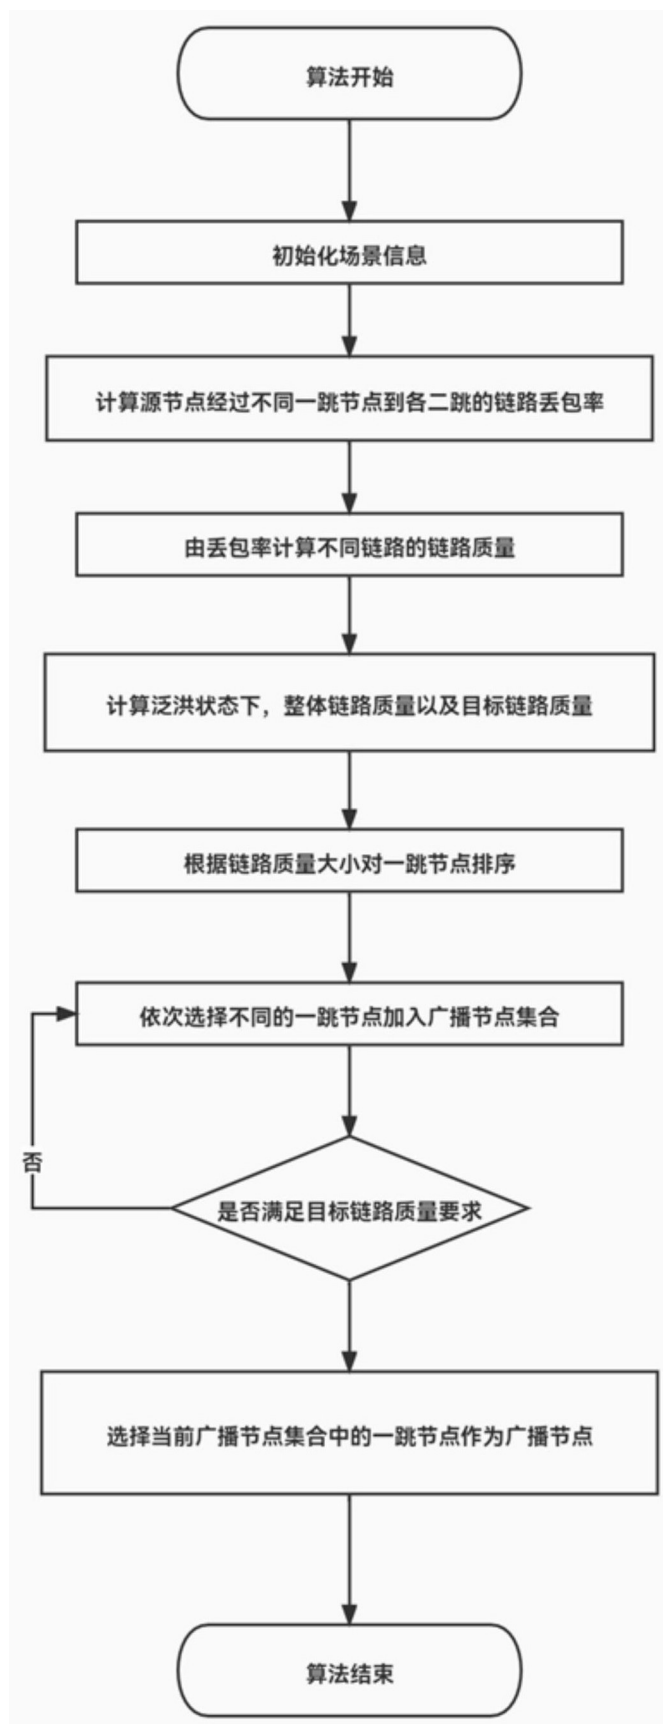 算法开始
初始化场景信息
计算源节点经过不同一跳节点到各二跳的链路丢包率
由丢包率计算不同链路的链路质量
计算泛洪状态下，整体链路质量以及目标链路质量
根据链路质量大小对一跳节点排序
依次选择不同的一跳节点加入广播节点集合
否
是否满足目标链路质量要求
选择当前广播节点集合中的一跳节点作为广播节点
算法结束